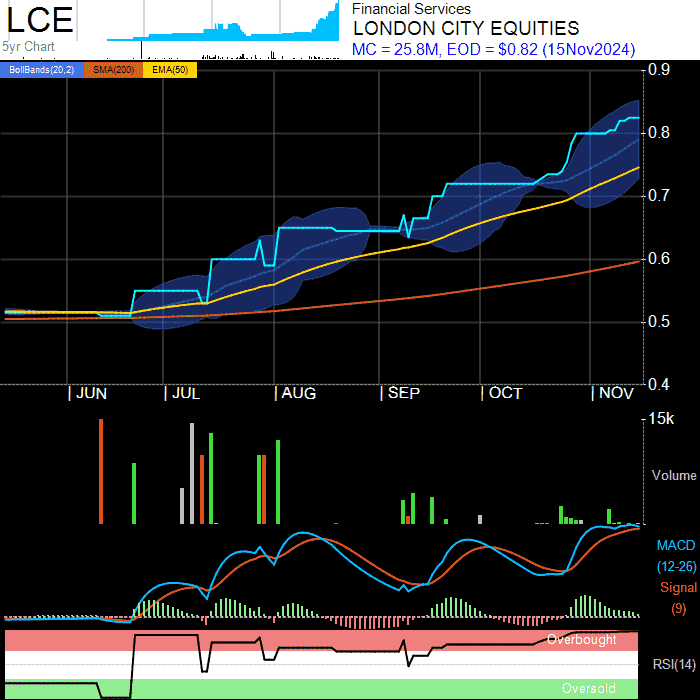 LCE
5yr Chart
Financial Services
LONDON CITY EQUITIES
MC = 25.8M, EOD = $0.82 (15Nov2024)
BollBands(20,2) SMA(200) EMA(50)
0.9
0.8
0.7
0.6
0.5
0.4
JUN JUL AUG SEP OCT NOV
15k
Volume
MACD
(12-26)
Signal
(9)
Overbought
RSI(14)
Oversold